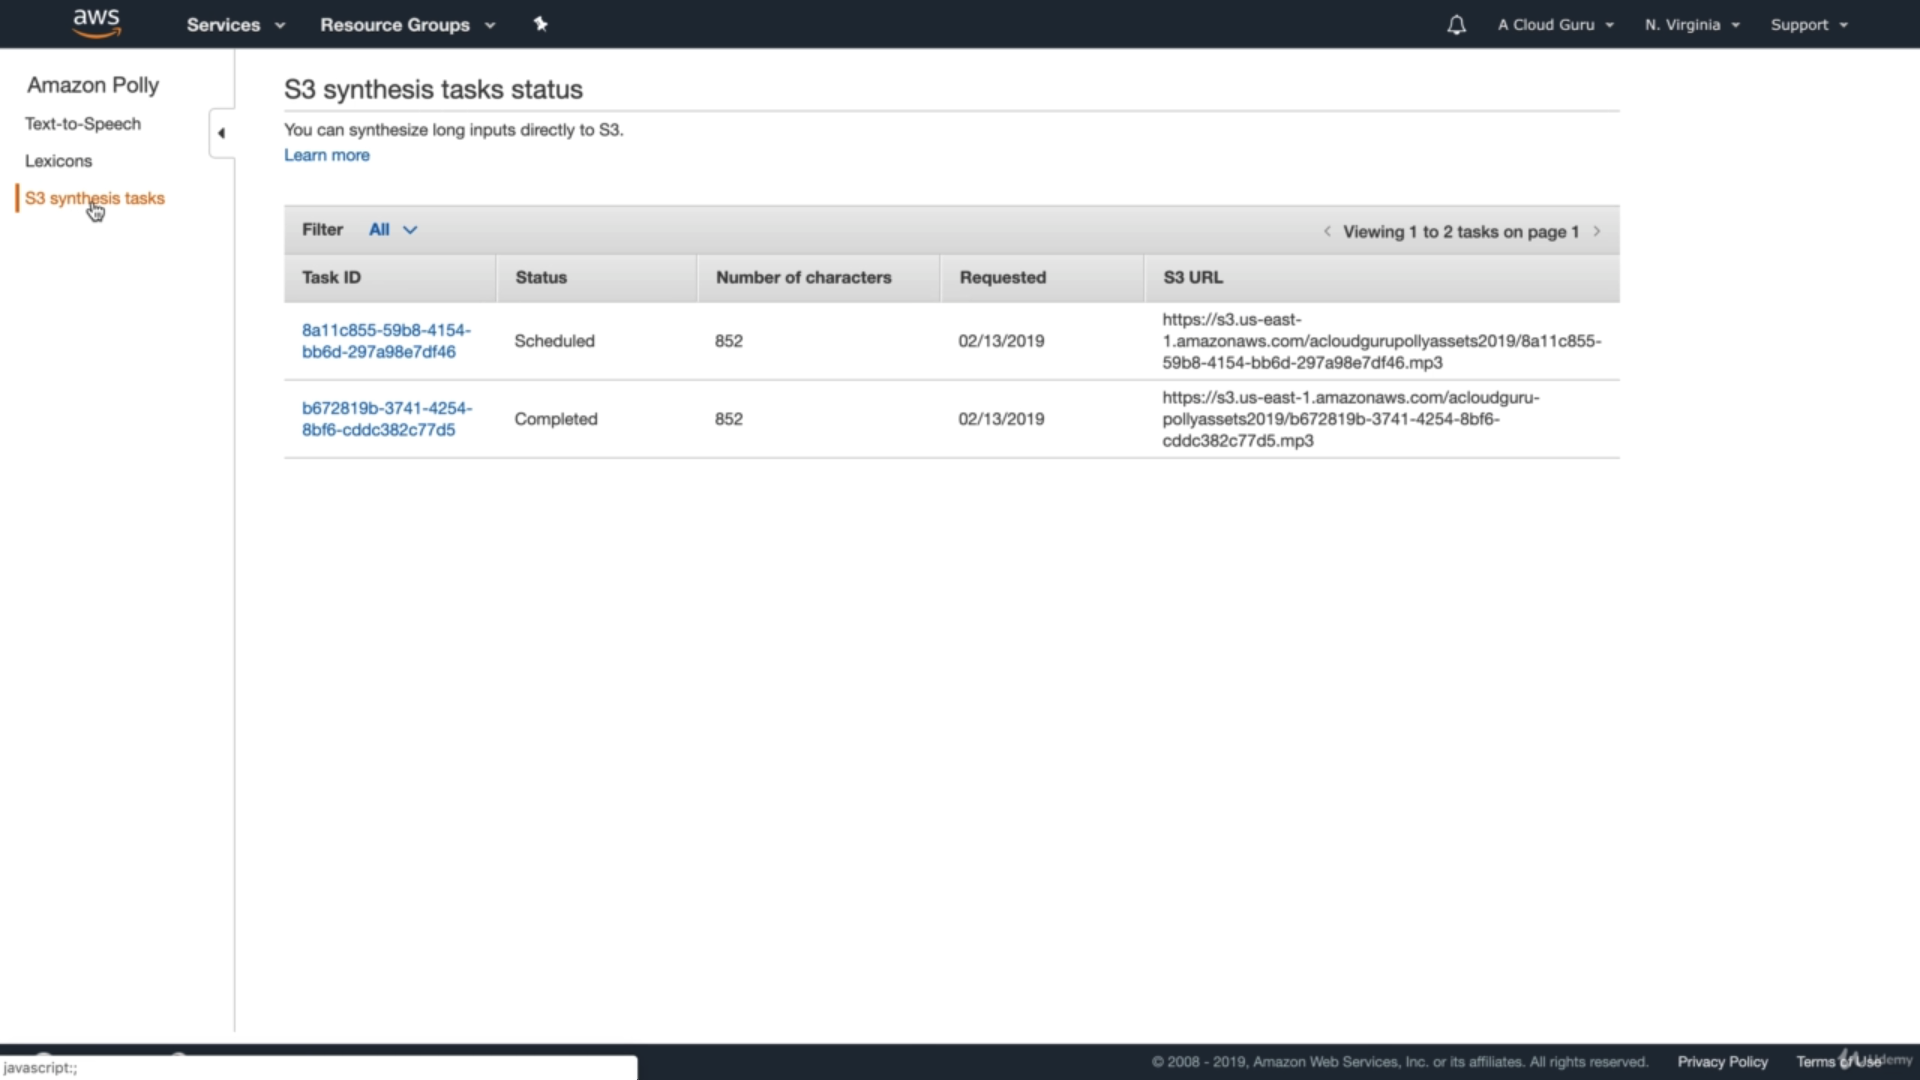 aws
Services
Resource Groups
A Cloud Guru
N. Virginia
Support
Amazon Polly
Text-to-Speech
Lexicons
S3 synthesis tasks
S3 synthesis tasks status
You can synthesize long inputs directly to S3.
Learn more
Filter All
Viewing 1 to 2 tasks on page 1
Task ID Status Number of characters Requested S3 URL
8a11c855-59b8-4154-
bb6d-297a98e7df46
Scheduled
852
02/13/2019
https://s3.us-east-
1.amazonaws.com/acloudgurupollyassets2019/8a11c855-
59b8-4154-bb6d-297a98e7df46.mp3
b672819b-3741-4254-
8bf6-cddc382c77d5
Completed
852
02/13/2019
https://s3.us-east-1.amazonaws.com/acloudguru-
pollyassets2019/b672819b-3741-4254-8bf6-
cddc382c77d5.mp3
javascript:;
© 2008 - 2019, Amazon Web Services, Inc. or its affiliates. All rights reserved.
Privacy Policy
Terms of Use